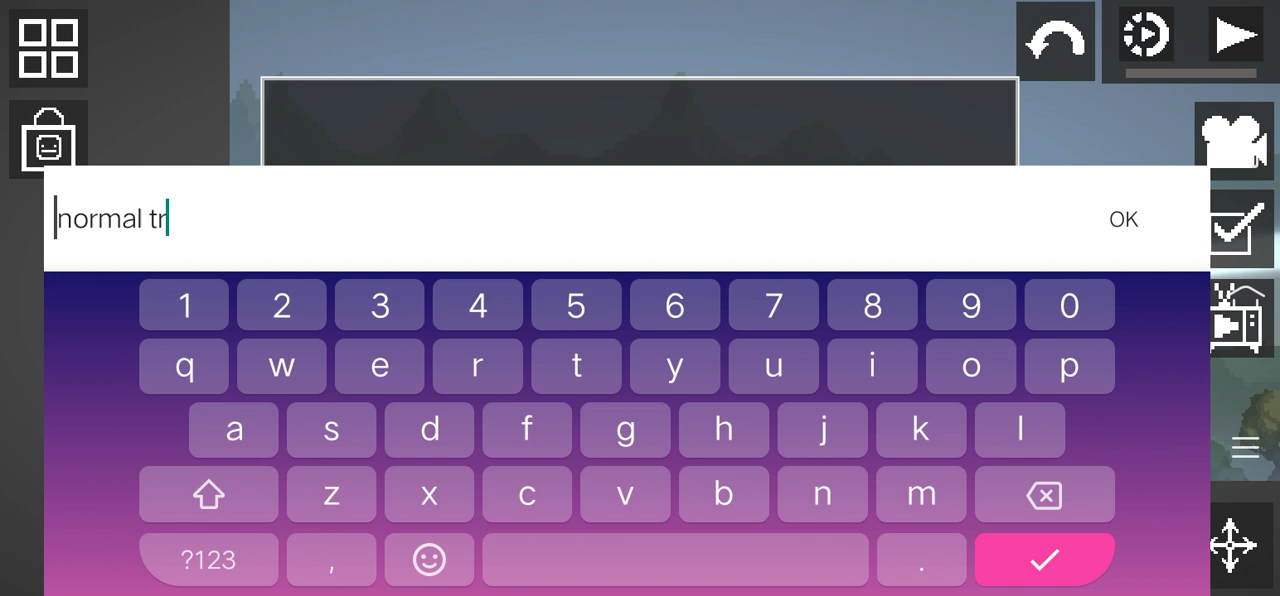 normal tr
OK
1 2 3 4 5 6 7 8 9 0
q w e r t y u i o p
a s d f g h j k l
z x c v b n m
?123 , .